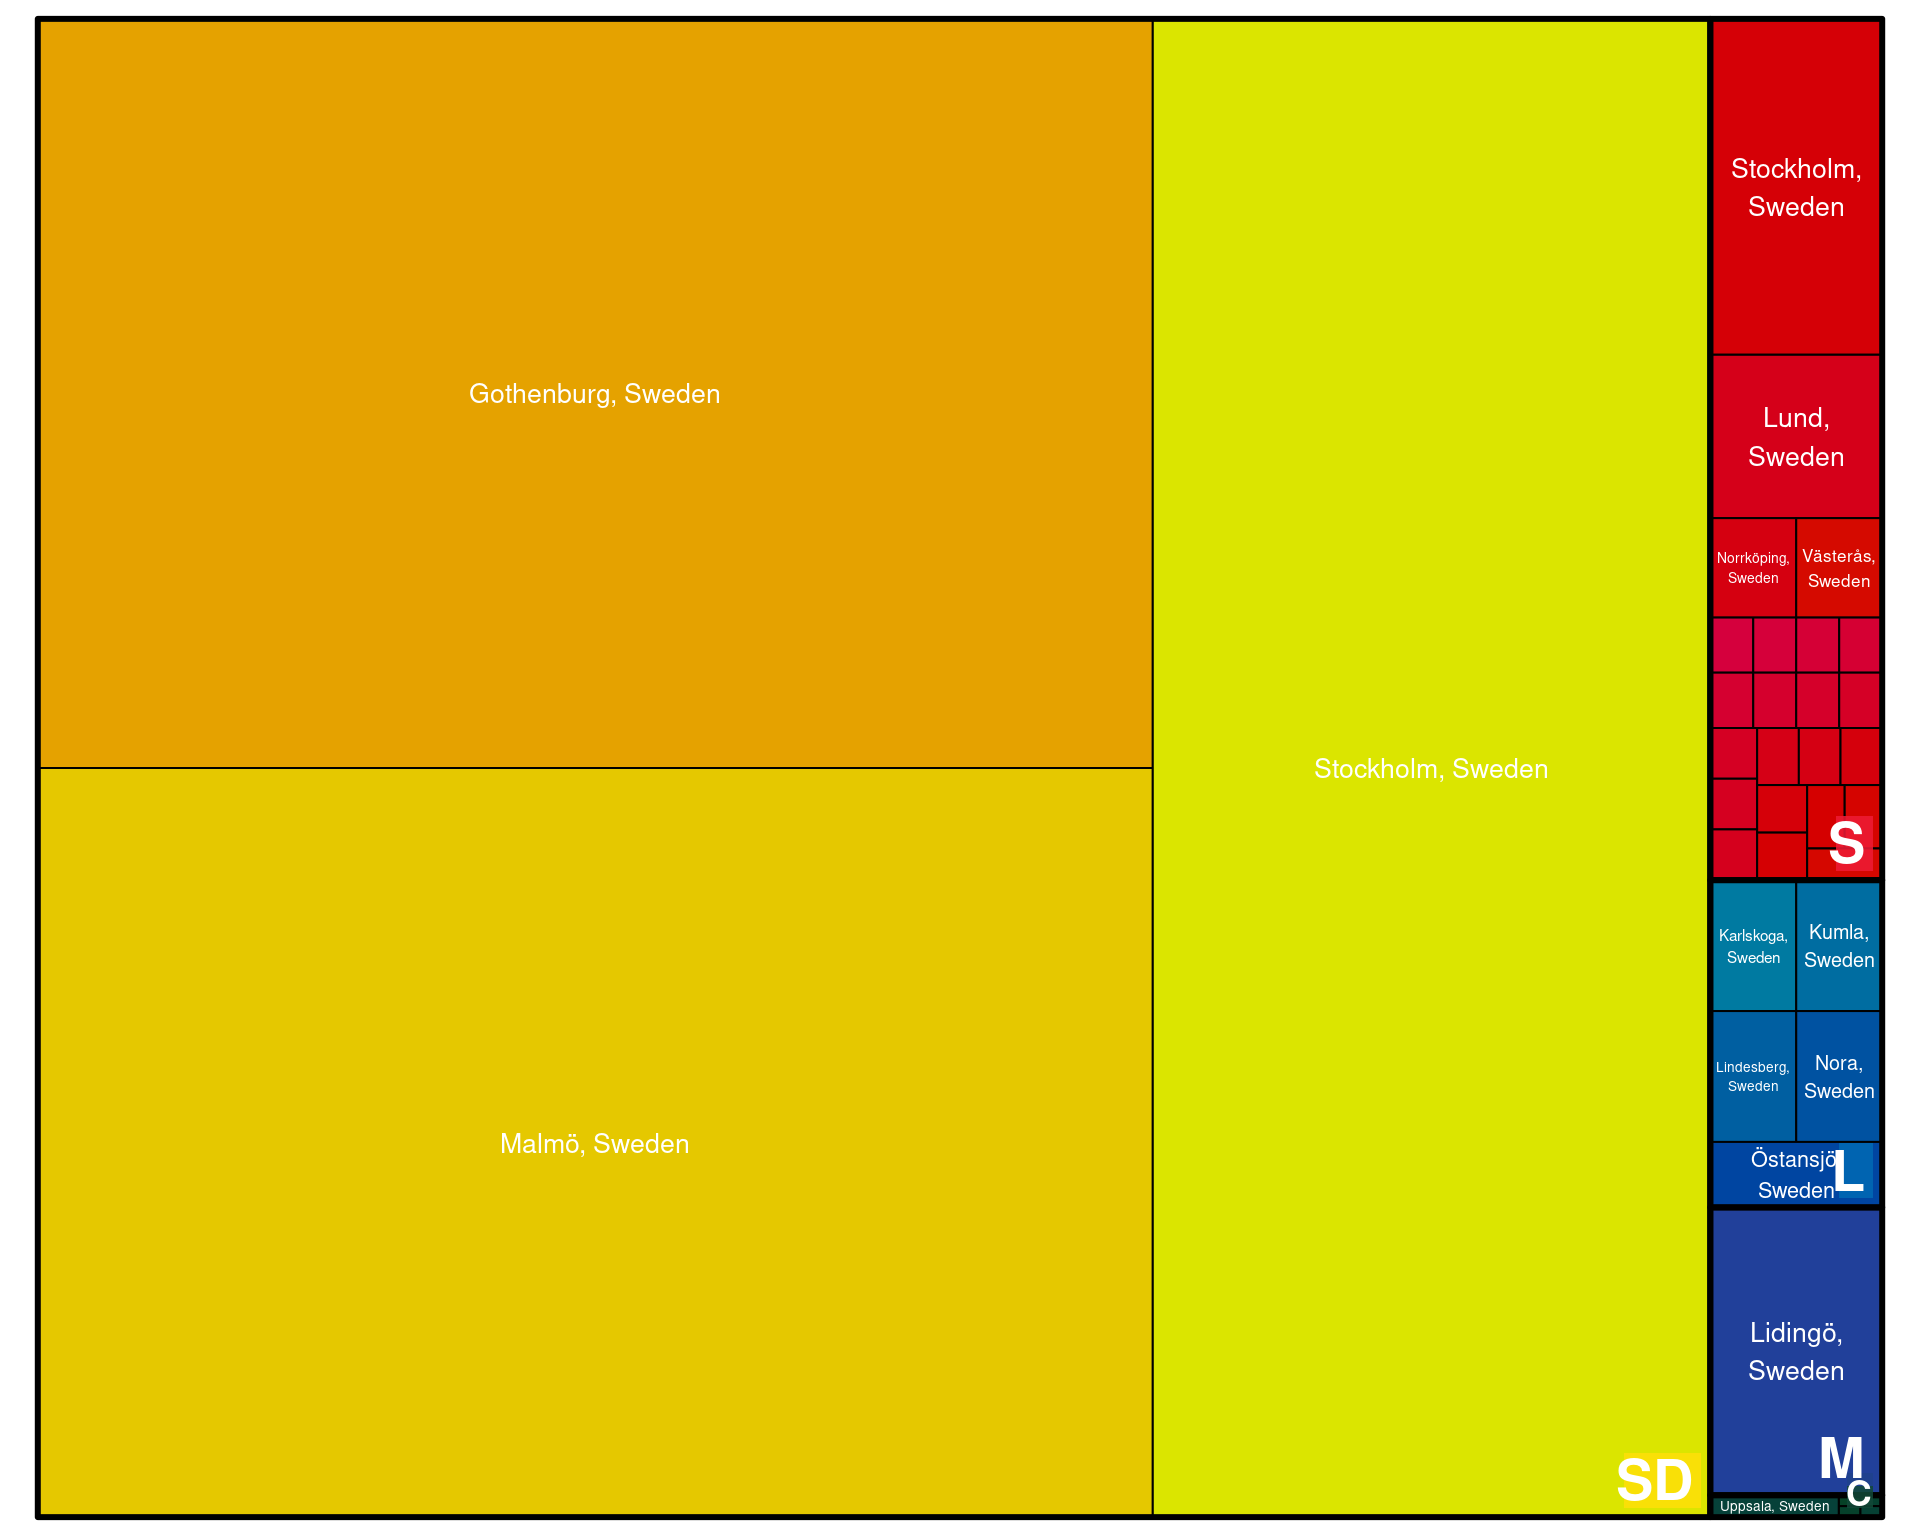 Gothenburg, Sweden
Malmö, Sweden
Stockholm, Sweden
SD
Stockholm,
Sweden
Lund,
Sweden
Norrköping,
Sweden
Västerås,
Sweden
S
Karlskoga,
Sweden
Kumla,
Sweden
Lindesberg,
Sweden
Nora,
Sweden
Östansjö
Sweden
L
Lidingö,
Sweden
M
Uppsala, Sweden
C